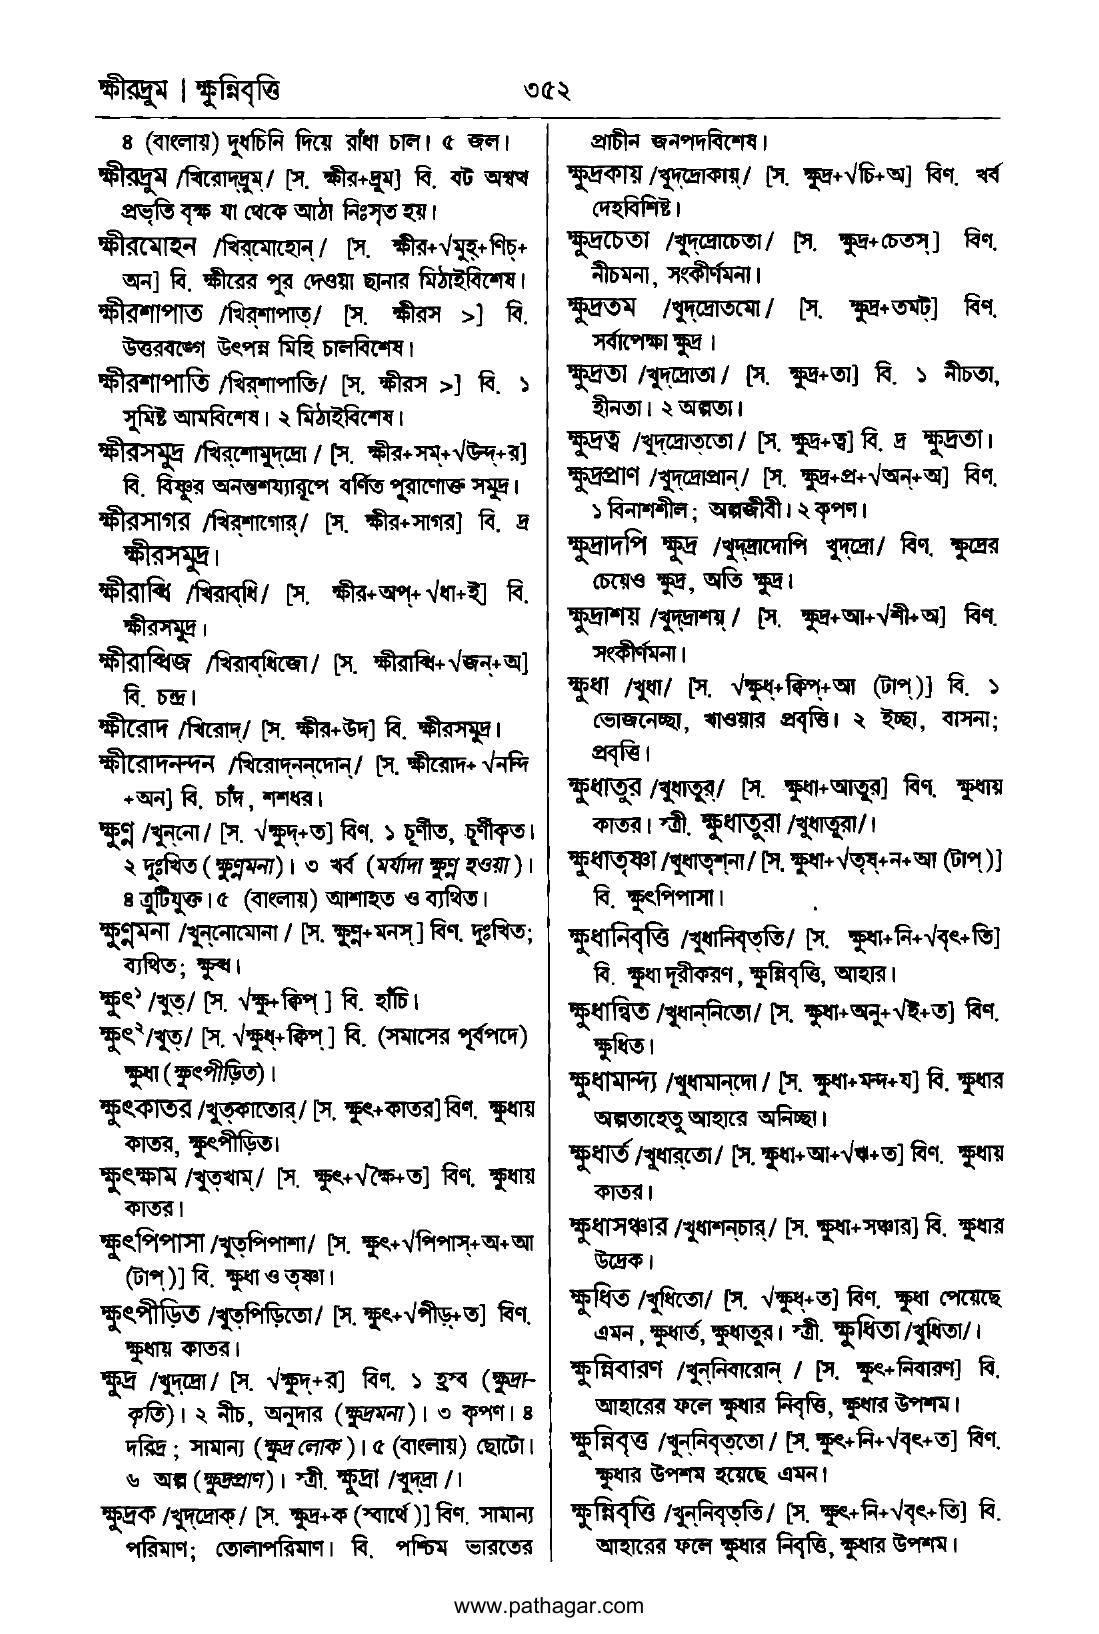 ক্ষীরদ্রুম | ক্ষুন্নিবৃত্তি
৩৫২
৪ (বাংলায়) দুধচিনি দিয়ে রাঁধা চাল। ৫ জল।
ক্ষীরদ্রুম /খিরোদ্‌দ্রুম্/ [স. ক্ষীর+দ্রুম] বি. বট অশ্বত্থ
প্রভৃতি বৃক্ষ যা থেকে আঠা নিঃসৃত হয়।
ক্ষীরমোহন /খির্‌মোহোন্/ [স. ক্ষীর+√মুহ্+ণিচ্+
অন] বি. ক্ষীরের পুর দেওয়া ছানার মিঠাইবিশেষ।
ক্ষীরশাপাত /খির্‌শাপাত্/ [স. ক্ষীরস >] বি.
উত্তরবঙ্গে উৎপন্ন মিহি চালবিশেষ।
ক্ষীরশাপাতি /খির্‌শাপাতি/ [স. ক্ষীরস >] বি. ১
সুমিষ্ট আমবিশেষ। ২ মিঠাইবিশেষ।
ক্ষীরসমুদ্র /খির্‌শোমুদ্‌দ্রো / [স. ক্ষীর+সম্+√উন্দ্+র]
বি. বিষ্ণুর অনন্তশয্যারূপে বর্ণিত পুরাণোক্ত সমুদ্র।
ক্ষীরসাগর /খির্‌শাগোর্/ [স. ক্ষীর+সাগর] বি. দ্র
ক্ষীরসমুদ্র।
ক্ষীরাব্ধি /খিরাব্‌ধি/ [স. ক্ষীর+অপ্+√ধা+ই] বি.
ক্ষীরসমুদ্র।
ক্ষীরাব্ধিজ /খিরাব্‌ধিজো/ [স. ক্ষীরাব্ধি+√জন্+অ]
বি. চন্দ্র।
ক্ষীরোদ /খিরোদ্/ [স. ক্ষীর+উদ] বি. ক্ষীরসমুদ্র।
ক্ষীরোদনন্দন /খিরোদ্‌নন্‌দোন্/ [স. ক্ষীরোদ+√নন্দি
+অন] বি. চাঁদ, শশধর।
ক্ষুণ্ণ /খুন্‌নো/ [স. √ক্ষুদ্+ত] বিণ. ১ চূর্ণীত, চূর্ণীকৃত।
২ দুঃখিত (ক্ষুণ্ণমনা)। ৩ খর্ব (মর্যাদা ক্ষুণ্ণ হওয়া)।
৪ ত্রুটিযুক্ত। ৫ (বাংলায়) আশাহত ও ব্যথিত।
ক্ষুণ্ণমনা /খুন্‌নোমোনা / [স. ক্ষুণ্ণ+মনস্] বিণ. দুঃখিত;
ব্যথিত; ক্ষুব্ধ।
ক্ষুৎ১ /খুত্/ [স. √ক্ষু+ক্বিপ্ ] বি. হাঁচি।
ক্ষুৎ২ /খুত্/ [স. √ক্ষুধ্+ক্বিপ্ ] বি. (সমাসের পূর্বপদে)
ক্ষুধা (ক্ষুৎপীড়িত)।
ক্ষুৎকাতর /খুত্‌কাতোর্/ [স. ক্ষুৎ+কাতর] বিণ. ক্ষুধায়
কাতর, ক্ষুৎপীড়িত।
ক্ষুৎক্ষাম /খুত্‌খাম্/ [স. ক্ষুৎ+√ক্ষৈ+ত] বিণ. ক্ষুধায়
কাতর।
ক্ষুৎপিপাসা /খুত্‌পিপাশা/ [স. ক্ষুৎ+√পিপাস্+অ+আ
(টাপ্)] বি. ক্ষুধা ও তৃষ্ণা।
ক্ষুৎপীড়িত /খুত্‌পিড়িতো/ [স. ক্ষুৎ+√পীড়্+ত] বিণ.
ক্ষুধায় কাতর।
ক্ষুদ্র /খুদ্‌দ্রো/ [স. √ক্ষুদ্+র] বিণ. ১ হ্রস্ব (ক্ষুদ্রা-
কৃতি)। ২ নীচ, অনুদার (ক্ষুদ্রমনা)। ৩ কৃপণ। ৪
দরিদ্র; সামান্য (ক্ষুদ্র লোক)। ৫ (বাংলায়) ছোটো।
৬ অল্প (ক্ষুদ্রপ্রাণ)। স্ত্রী. ক্ষুদ্রা /খুদ্‌দ্রা /।
ক্ষুদ্রক /খুদ্‌দ্রোক্/ [স. ক্ষুদ্র+ক (স্বার্থে)] বিণ. সামান্য
পরিমাণ; তোলাপরিমাণ। বি. পশ্চিম ভারতের
প্রাচীন জনপদবিশেষ।
ক্ষুদ্রকায় /খুদ্‌দ্রোকায়্/ [স. ক্ষুদ্র+√চি+অ] বিণ. খর্ব
দেহবিশিষ্ট।
ক্ষুদ্রচেতা /খুদ্‌দ্রোচেতা/ [স. ক্ষুদ্র+চেতস্] বিণ.
নীচমনা, সংকীর্ণমনা।
ক্ষুদ্রতম /খুদ্‌দ্রোতমো/ [স. ক্ষুদ্র+তমট] বিণ.
সর্বাপেক্ষা ক্ষুদ্র।
ক্ষুদ্রতা /খুদ্‌দ্রোতা/ [স. ক্ষুদ্র+তা] বি. ১ নীচতা,
হীনতা। ২ অল্পতা।
ক্ষুদ্রত্ব /খুদ্‌দ্রোত্‌তো/ [স. ক্ষুদ্র+ত্ব] বি. দ্র ক্ষুদ্রতা।
ক্ষুদ্রপ্রাণ /খুদ্‌দ্রোপ্রান্/ [স. ক্ষুদ্র+প্র+√অন্+অ] বিণ.
১ বিনাশশীল; অল্পজীবী। ২ কৃপণ।
ক্ষুদ্রাদপি ক্ষুদ্র /খুদ্‌দ্রাদোপি খুদ্‌দ্রো/ বিণ. ক্ষুদ্রের
চেয়েও ক্ষুদ্র, অতি ক্ষুদ্র।
ক্ষুদ্রাশয় /খুদ্‌দ্রাশয়্/ [স. ক্ষুদ্র+আ+√শী+অ] বিণ.
সংকীর্ণমনা।
ক্ষুধা /খুধা/ [স. √ক্ষুধ্+ক্বিপ্+আ (টাপ্)] বি. ১
ভোজনেচ্ছা, খাওয়ার প্রবৃত্তি। ২ ইচ্ছা, বাসনা;
প্রবৃত্তি।
ক্ষুধাতুর /খুধাতুর্/ [স. ক্ষুধা+আতুর] বিণ. ক্ষুধায়
কাতর। স্ত্রী. ক্ষুধাতুরা /খুধাতুরা/।
ক্ষুধাতৃষ্ণা /খুধাতৃশ্‌না/ [স. ক্ষুধা+√তৃষ্+ন+আ (টাপ্)]
বি. ক্ষুৎপিপাসা।
ক্ষুধানিবৃত্তি /খুধানিবৃত্‌তি/ [স. ক্ষুধা+নি+√বৃৎ+তি]
বি. ক্ষুধা দূরীকরণ, ক্ষুন্নিবৃত্তি, আহার।
ক্ষুধান্বিত /খুধান্‌নিতো/ [স. ক্ষুধা+অনু+√ই+ত] বিণ.
ক্ষুধিত।
ক্ষুধামান্দ্য /খুধামান্‌দো/ [স. ক্ষুধা+মন্দ+য] বি. ক্ষুধার
অল্পতাহেতু আহারে অনিচ্ছা।
ক্ষুধার্ত /খুধার্‌তো/ [স. ক্ষুধা+আ+√ঋ+ত] বিণ. ক্ষুধায়
কাতর।
ক্ষুধাসঞ্চার /খুধাশন্‌চার্/ [স. ক্ষুধা+সঞ্চার] বি. ক্ষুধার
উদ্রেক।
ক্ষুধিত /খুধিতো/ [স. √ক্ষুধ্+ত] বিণ. ক্ষুধা পেয়েছে
এমন, ক্ষুধার্ত, ক্ষুধাতুর। স্ত্রী. ক্ষুধিতা /খুধিতা/।
ক্ষুন্নিবারণ /খুন্‌নিবারোন্ / [স. ক্ষুৎ+নিবারণ] বি.
আহারের ফলে ক্ষুধার নিবৃত্তি, ক্ষুধার উপশম।
ক্ষুন্নিবৃত্ত /খুন্‌নিবৃত্‌তো/ [স. ক্ষুৎ+নি+√বৃৎ+ত] বিণ.
ক্ষুধার উপশম হয়েছে এমন।
ক্ষুন্নিবৃত্তি /খুন্‌নিবৃত্‌তি/ [স. ক্ষুৎ+নি+√বৃৎ+তি] বি.
আহারের ফলে ক্ষুধার নিবৃত্তি, ক্ষুধার উপশম।
www.pathagar.com